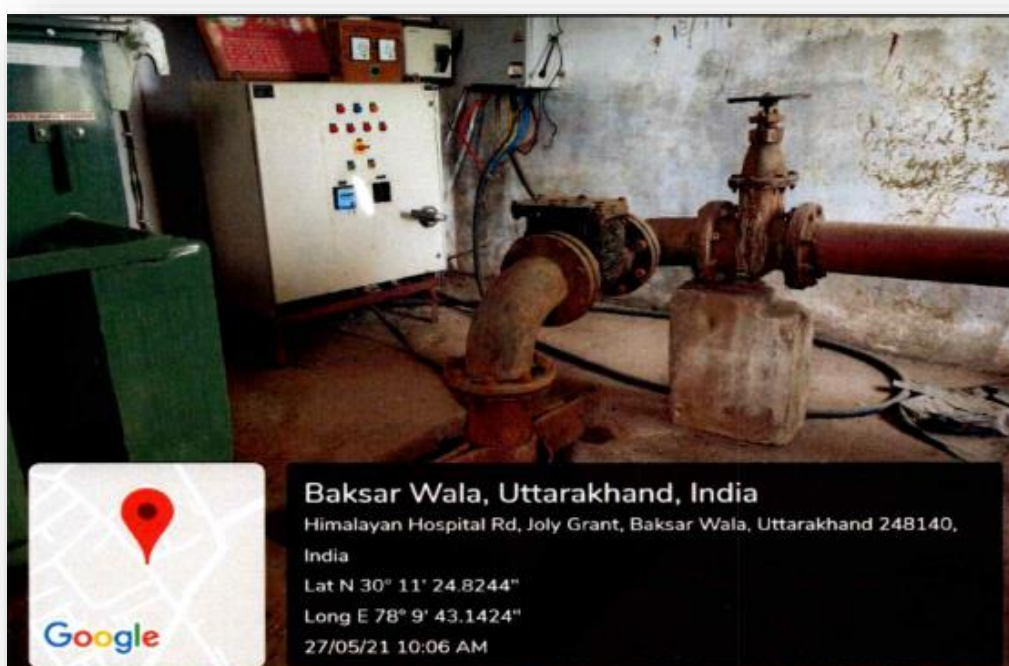 Baksar Wala, Uttarakhand, India
Himalayan Hospital Rd, Joly Grant, Baksar Wala, Uttarakhand 248140,
India
Lat N 30° 11' 24.8244"
Long E 78° 9' 43.1424"
27/05/21 10:06 AM
Google